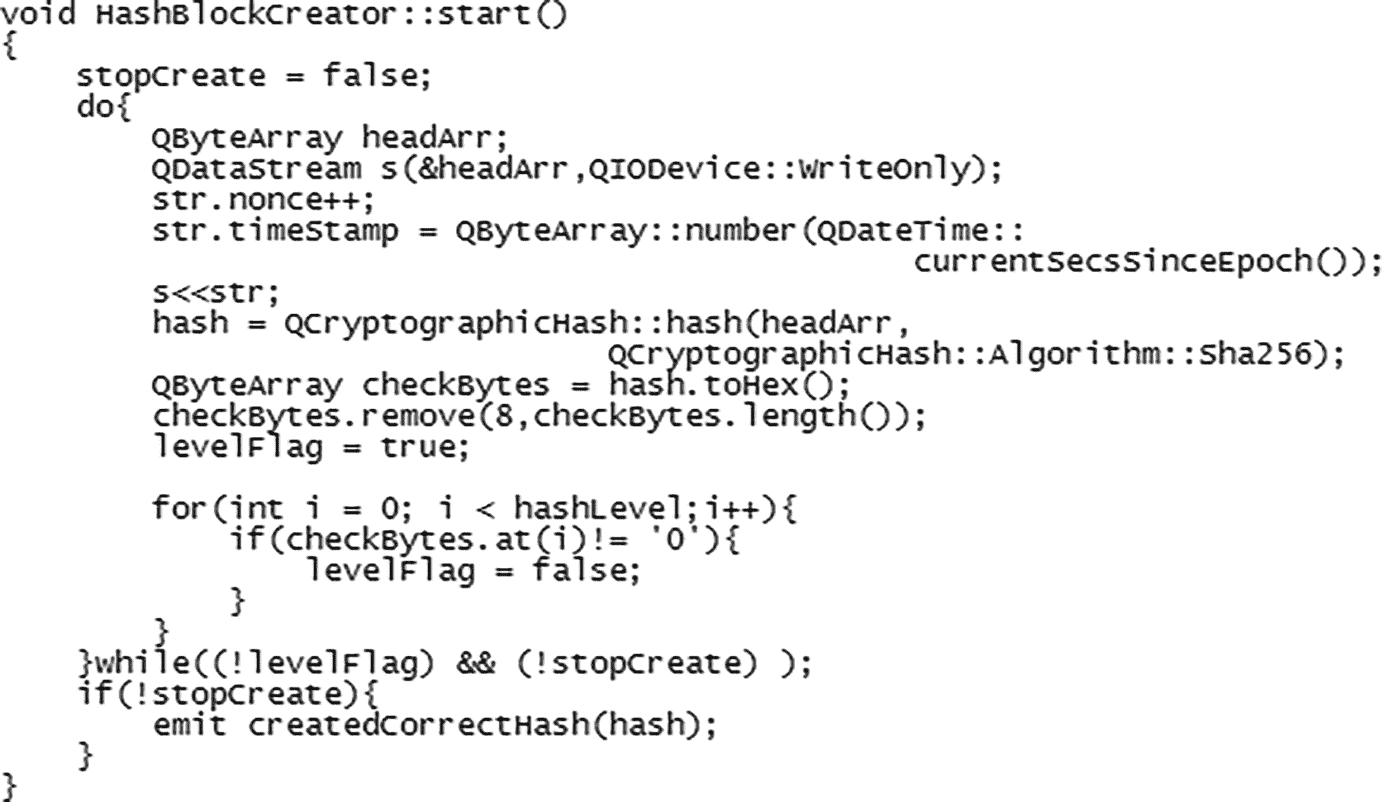 void HashBlockCreator::start()
{
    stopCreate = false;
    do{
        QByteArray headArr;
        QDataStream s(&headArr,QIODevice::WriteOnly);
        str.nonce++;
        str.timeStamp = QByteArray::number(QDateTime::
                                                currentSecsSinceEpoch());
        s<<str;
        hash = QCryptographicHash::hash(headArr,
                                QCryptographicHash::Algorithm::Sha256);
        QByteArray checkBytes = hash.toHex();
        checkBytes.remove(8,checkBytes.length());
        levelFlag = true;

        for(int i = 0; i < hashLevel;i++){
            if(checkBytes.at(i)!= '0'){
                levelFlag = false;
            }
        }
    }while((!levelFlag) && (!stopCreate) );
    if(!stopCreate){
        emit createdCorrectHash(hash);
    }
}